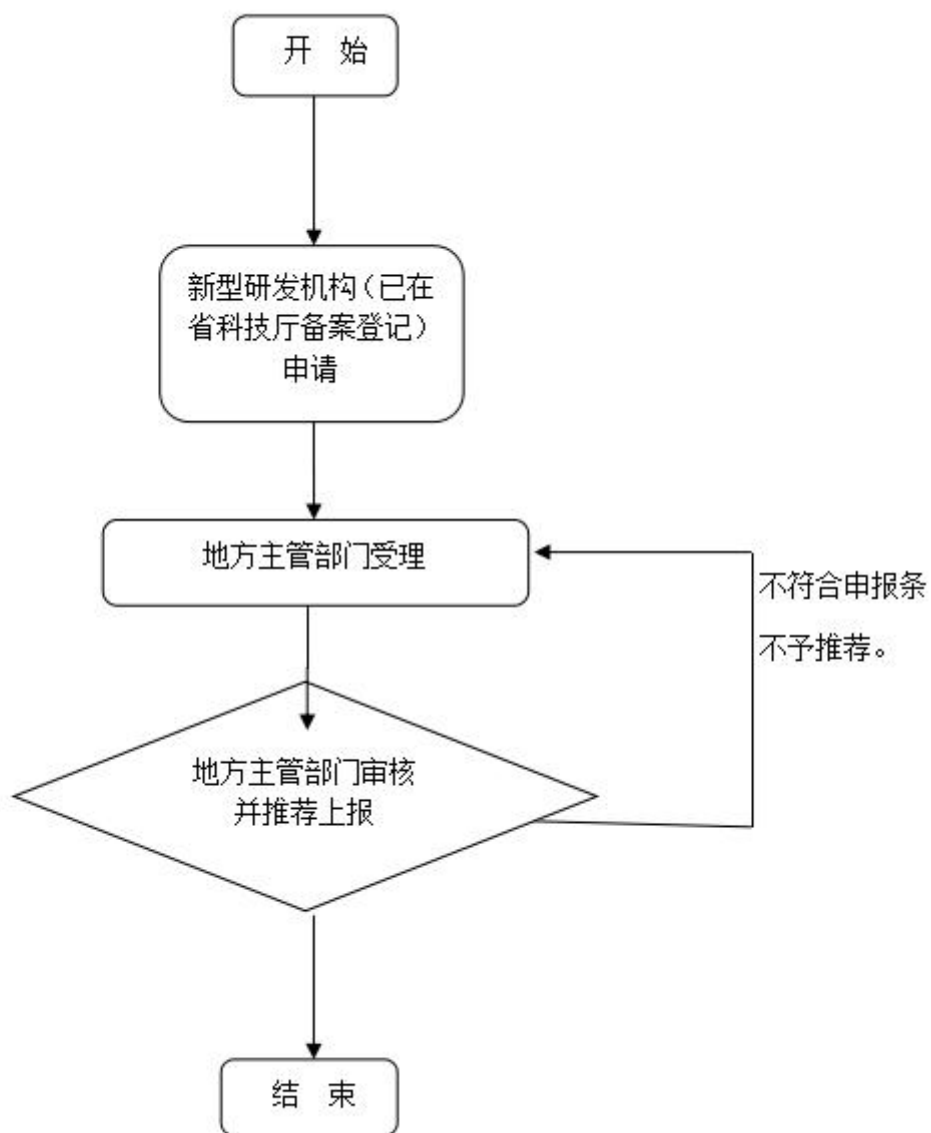 开 始
新型研发机构（已在
省科技厅备案登记）
申请
地方主管部门受理
不符合申报条
不予推荐。
地方主管部门审核
并推荐上报
结 束